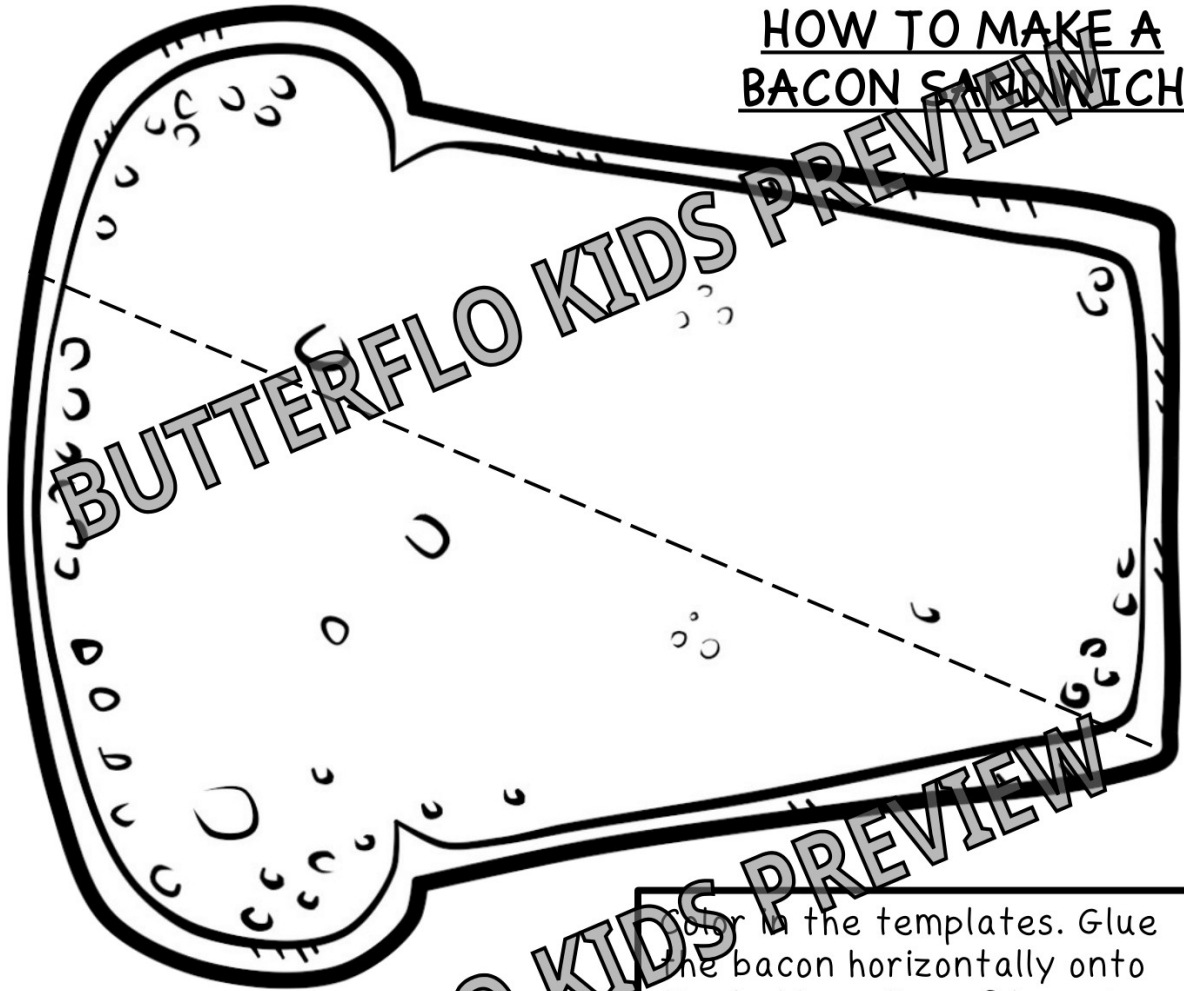 HOW TO MAKE A
BACON SANDWICH
BUTTERFLO KIDS PREVIEW
KIDS PREVIEW
Color in the templates. Glue
the bacon horizontally onto